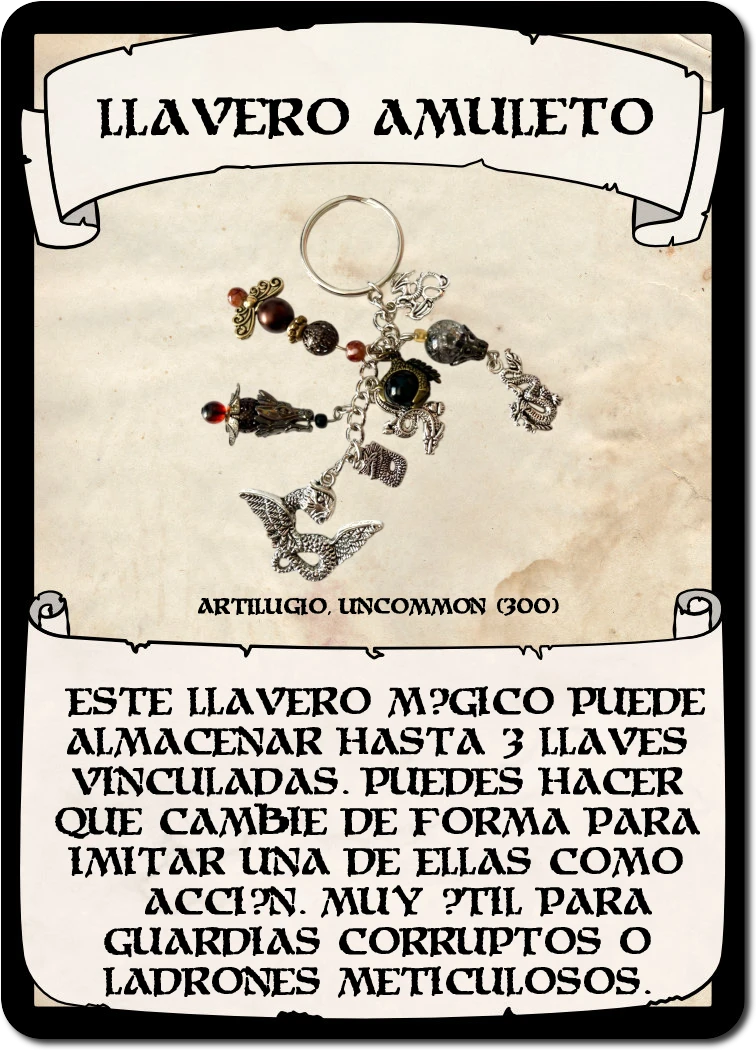 LLAVERO AMULETO
ARTILUGIO, UNCOMMON (300)
ESTE LLAVERO M?GICO PUEDE
ALMACENAR HASTA 3 LLAVES
VINCULADAS. PUEDES HACER
QUE CAMBIE DE FORMA PARA
IMITAR UNA DE ELLAS COMO
ACCI?N. MUY ?TIL PARA
GUARDIAS CORRUPTOS O
LADRONES METICULOSOS.